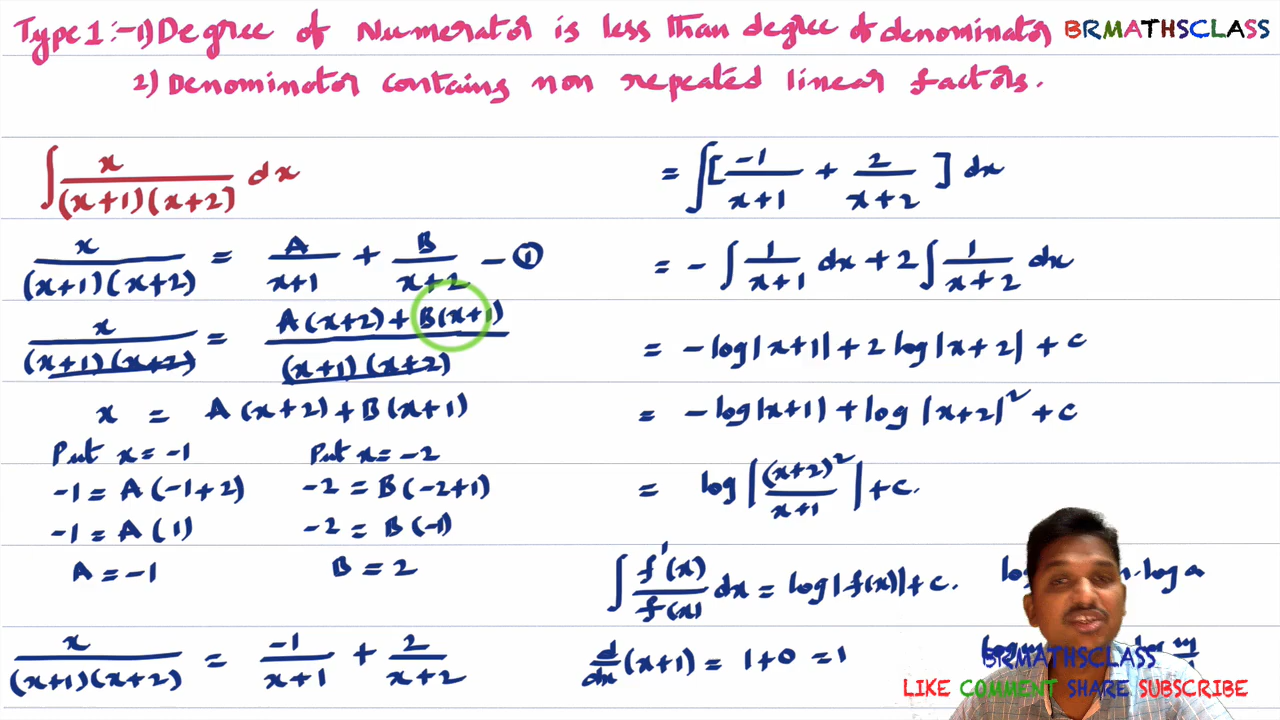 Type 1:- 1) Degree of Numerator is less than degree of denominator BRMATHSCLASS
2) Denominator contains non repeated linear factors.
∫ x/((x+1)(x+2)) dx
x/((x+1)(x+2)) = A/(x+1) + B/(x+2) - ①
x/((x+1)(x+2)) = (A(x+2)+B(x+1))/((x+1)(x+2))
x = A(x+2)+B(x+1)
Put x=-1
-1 = A(-1+2)
-1 = A(1)
A = -1
Put x=-2
-2 = B(-2+1)
-2 = B(-1)
B = 2
x/((x+1)(x+2)) = -1/(x+1) + 2/(x+2)
= ∫[-1/(x+1) + 2/(x+2)] dx
= -∫ 1/(x+1) dx + 2∫ 1/(x+2) dx
= -log|x+1| + 2 log|x+2| + c
= -log|x+1| + log|x+2|² + c
= log|(x+2)²/(x+1)| + c.
∫ f'(x)/f(x) dx = log|f(x)| + c.
d/dx (x+1) = 1+0 = 1
log a
BRMATHSCLASS
LIKE COMMENT SHARE SUBSCRIBE